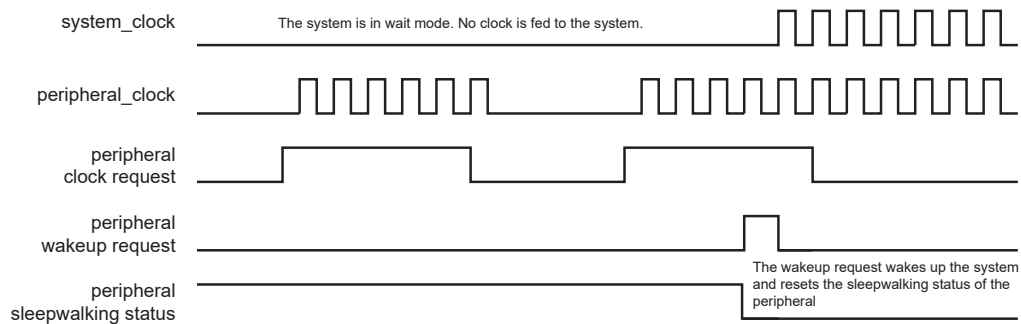 system_clock
The system is in wait mode. No clock is fed to the system.
peripheral_clock
peripheral
clock request
peripheral
wakeup request
The wakeup request wakes up the system
and resets the sleepwalking status of the
peripheral
peripheral
sleepwalking status